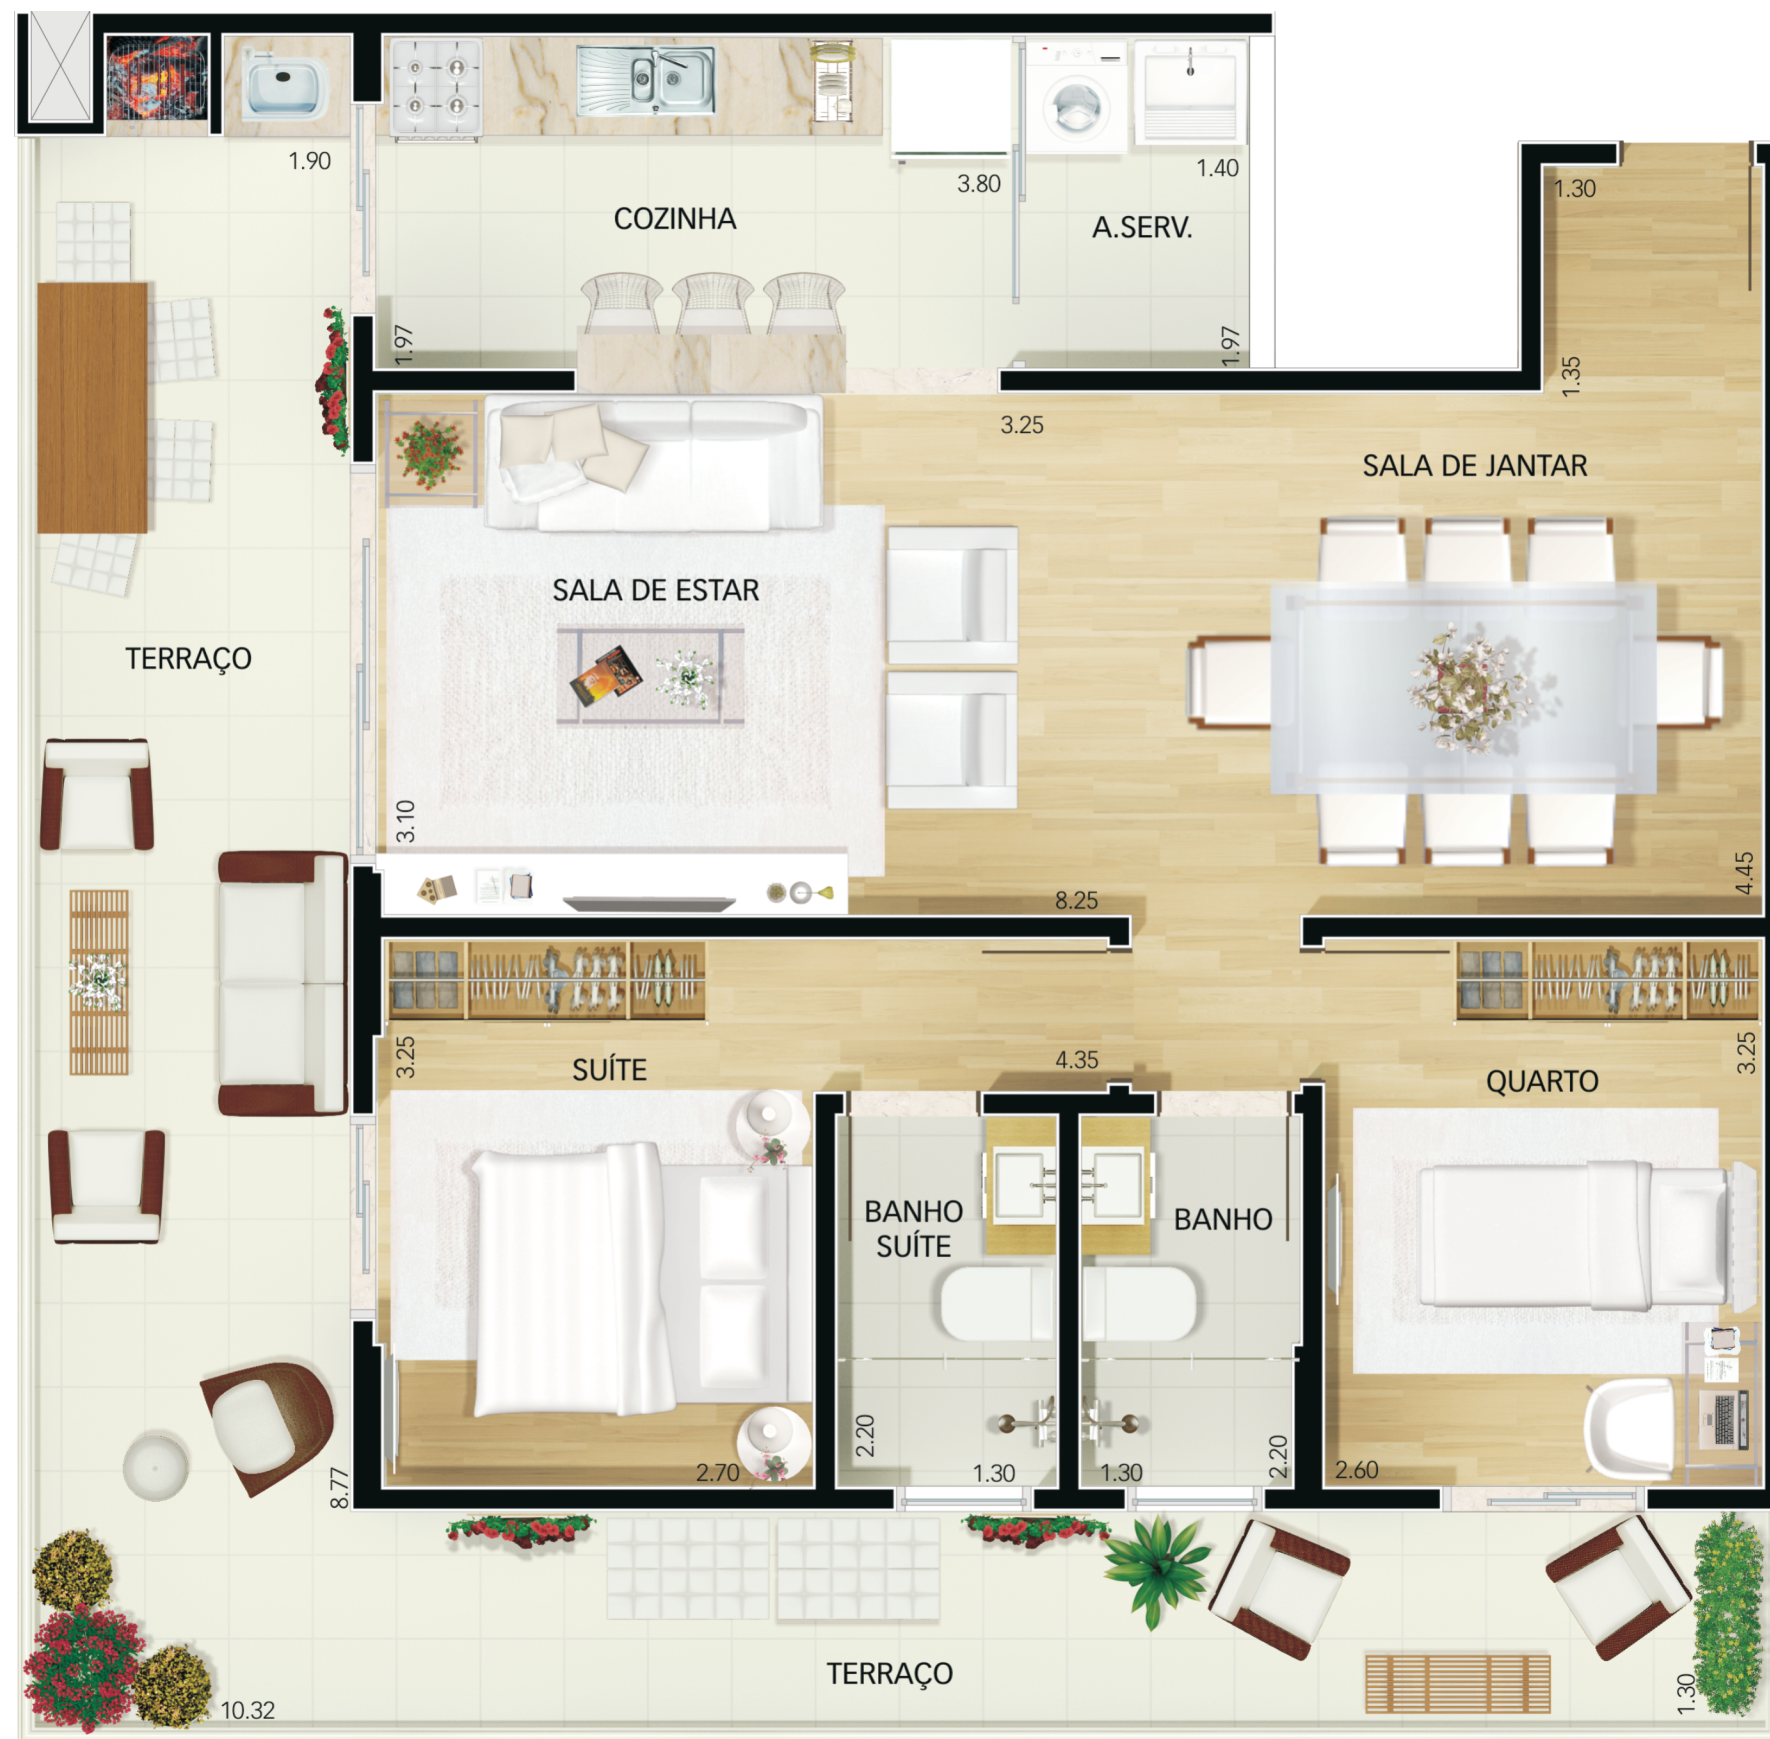 1.90
3.80
1.40
1.30
COZINHA
A.SERV.
1.97
1.97
1.35
3.25
SALA DE JANTAR
SALA DE ESTAR
TERRAÇO
3.10
4.45
8.25
3.25
SUÍTE
4.35
QUARTO
3.25
BANHO
SUÍTE
BANHO
2.20
2.20
2.70
1.30
1.30
2.60
8.77
TERRAÇO
10.32
1.30